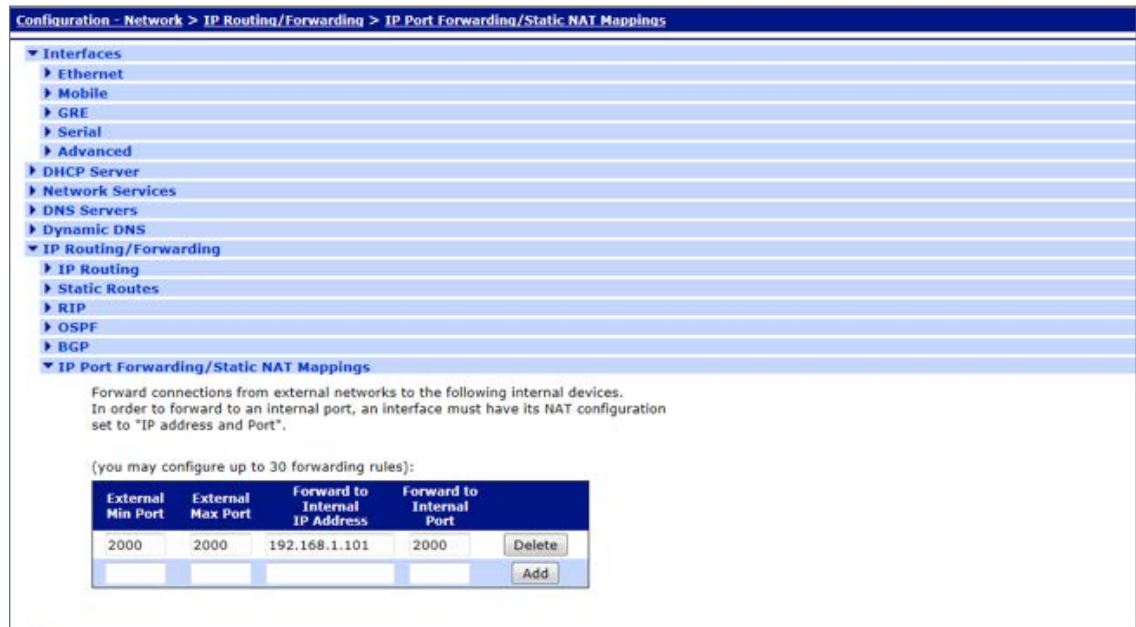 Configuration - Network > IP Routing/Forwarding > IP Port Forwarding/Static NAT Mappings
Interfaces
Ethernet
Mobile
GRE
Serial
Advanced
DHCP Server
Network Services
DNS Servers
Dynamic DNS
IP Routing/Forwarding
IP Routing
Static Routes
RIP
OSPF
BGP
IP Port Forwarding/Static NAT Mappings
Forward connections from external networks to the following internal devices.
In order to forward to an internal port, an interface must have its NAT configuration
set to "IP address and Port".
(you may configure up to 30 forwarding rules):
External Min Port External Max Port Forward to Internal IP Address Forward to Internal Port
2000 2000 192.168.1.101 2000 Delete
Add